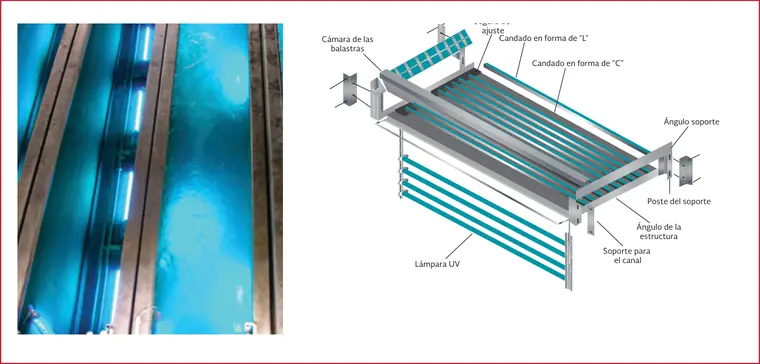 ajuste
Cámara de las
balastras
Candado en forma de "L"
Candado en forma de "C"
Ángulo soporte
Poste del soporte
Ángulo de la
estructura
Soporte para
el canal
Lámpara UV